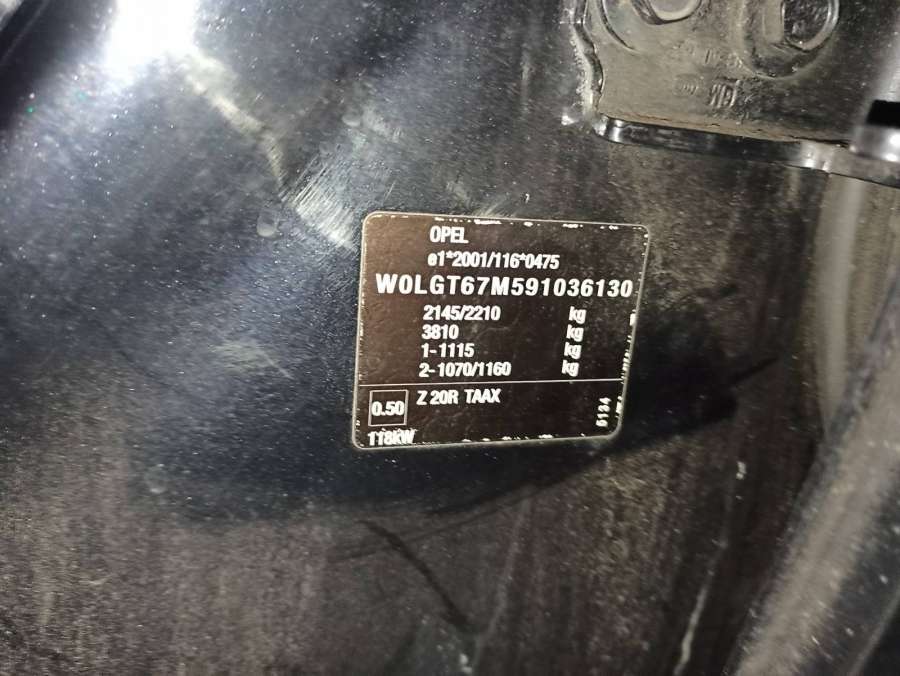 OPEL
e1*2001/116*0475
W0LGT67M591036130
2145/2210 kg
3810 kg
1-1115 kg
2-1070/1160 kg
0.50 Z 20R TAAX
118KW
5134
GM